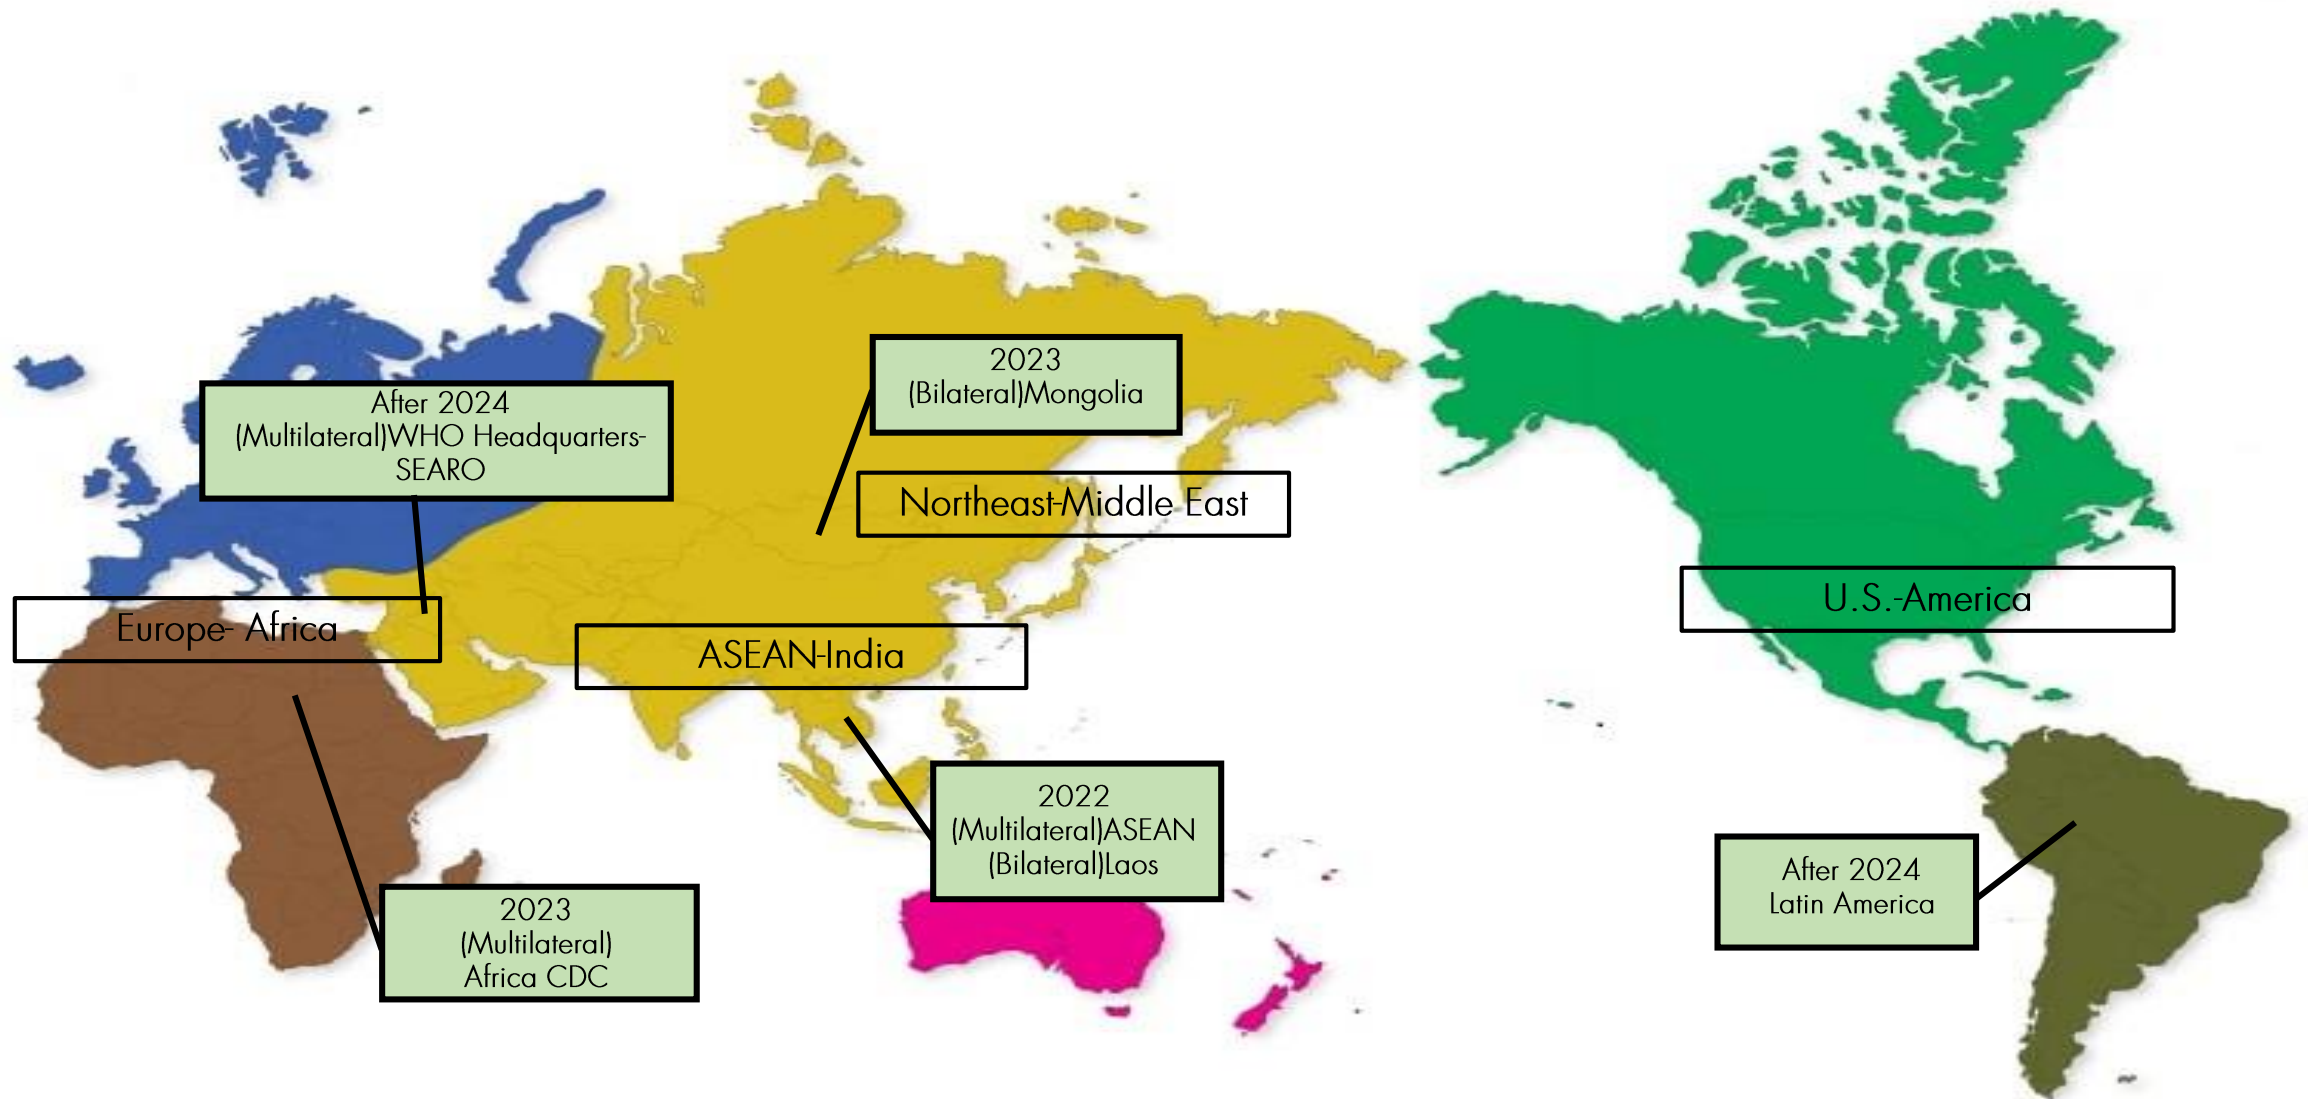 2023
(Bilateral)Mongolia
After 2024
(Multilateral)WHO Headquarters-
SEARO
Northeast-Middle East
Europe- Africa
ASEAN-India
U.S.-America
2022
(Multilateral)ASEAN
(Bilateral)Laos
After 2024
Latin America
2023
(Multilateral)
Africa CDC